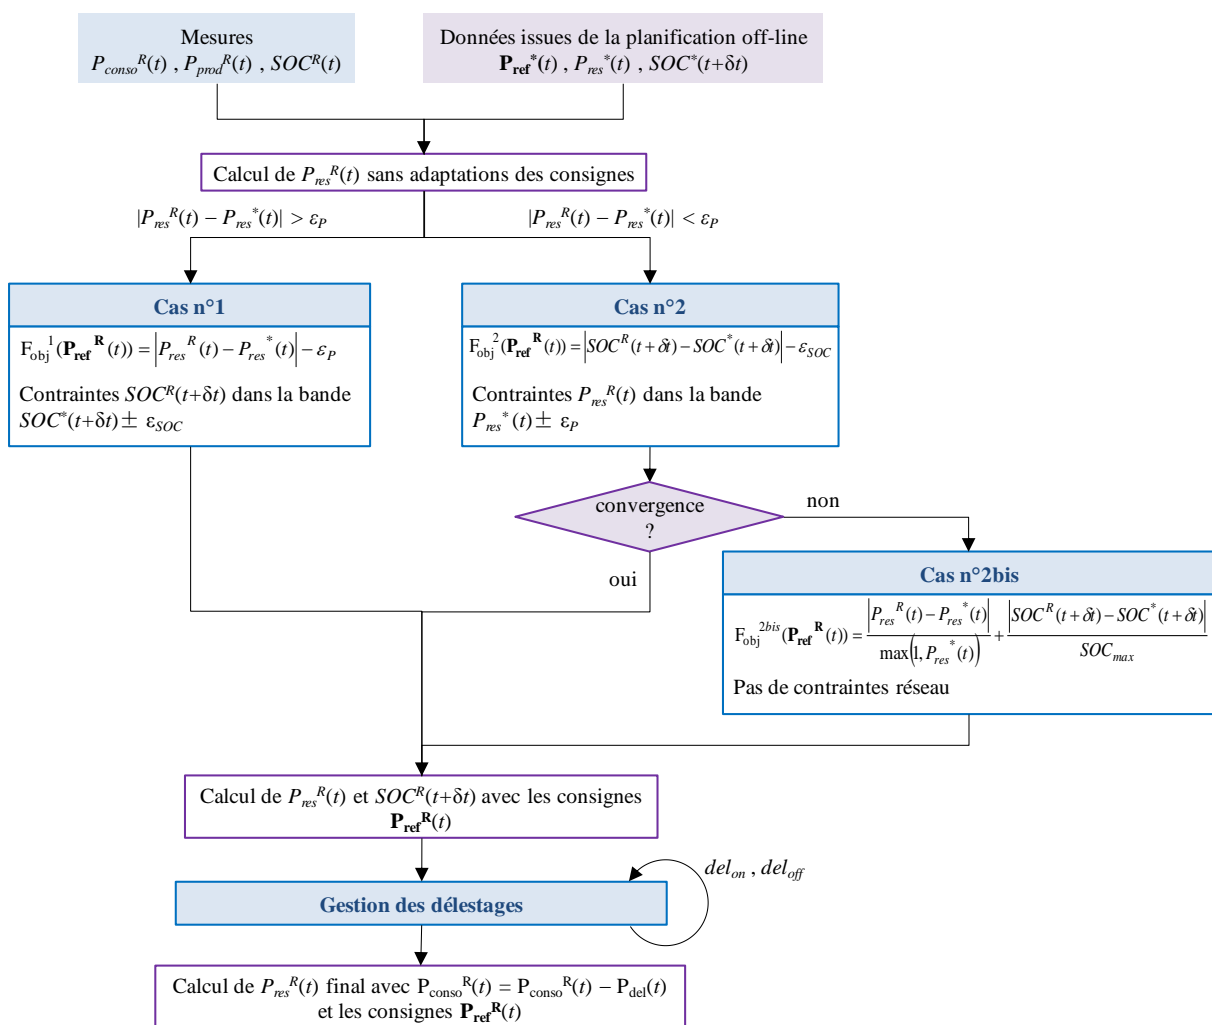 Mesures
P_conso^R(t) , P_prod^R(t) , SOC^R(t)
Données issues de la planification off-line
P_ref^*(t) , P_res^*(t) , SOC^*(t+δt)
Calcul de P_res^R(t) sans adaptations des consignes
|P_res^R(t) − P_res^*(t)| > ε_P
|P_res^R(t) − P_res^*(t)| < ε_P
Cas n°1
F_obj^1(P_ref^R(t)) = |P_res^R(t) − P_res^*(t)| − ε_P
Contraintes SOC^R(t+δt) dans la bande
SOC^*(t+δt) ± ε_SOC
Cas n°2
F_obj^2(P_ref^R(t)) = |SOC^R(t+δt) − SOC^*(t+δt)| − ε_SOC
Contraintes P_res^R(t) dans la bande
P_res^*(t) ± ε_P
convergence
?
non
oui
Cas n°2bis
F_obj^2bis(P_ref^R(t)) = |P_res^R(t) − P_res^*(t)| / max(1, P_res^*(t)) + |SOC^R(t+δt) − SOC^*(t+δt)| / SOC_max
Pas de contraintes réseau
Calcul de P_res^R(t) et SOC^R(t+δt) avec les consignes
P_ref^R(t)
del_on , del_off
Gestion des délestages
Calcul de P_res^R(t) final avec P_conso^R(t) = P_conso^R(t) − P_del(t)
et les consignes P_ref^R(t)